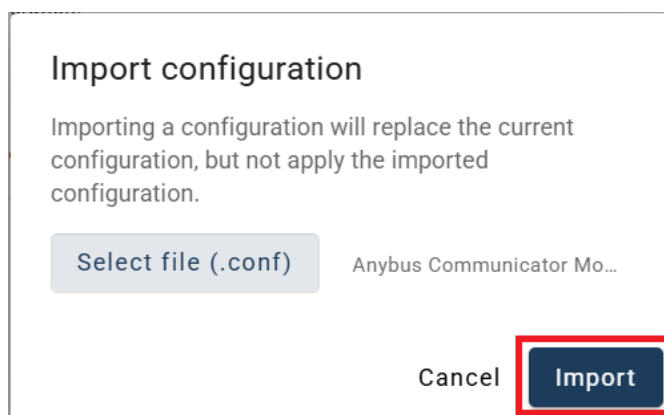 Import configuration
Importing a configuration will replace the current
configuration, but not apply the imported
configuration.
Select file (.conf) Anybus Communicator Mo...
Cancel Import